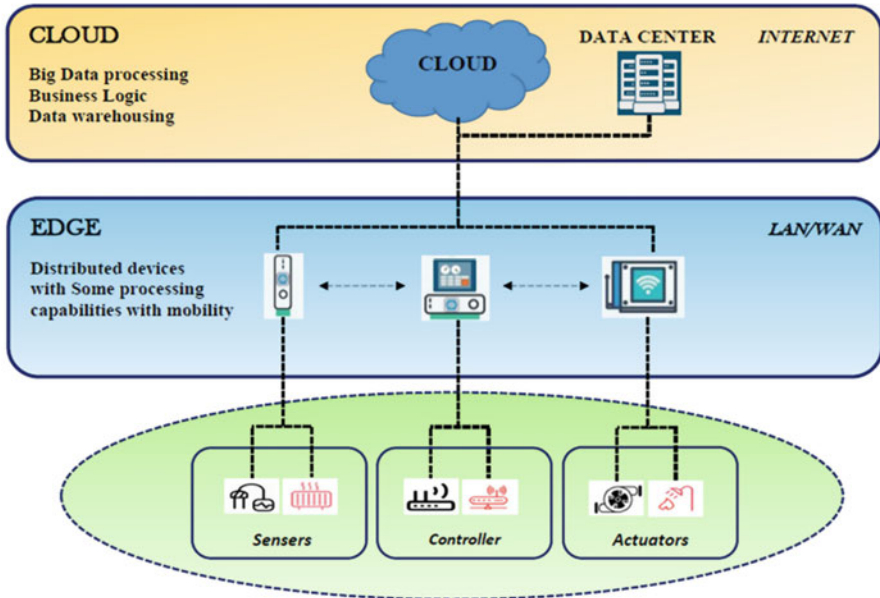 CLOUD
Big Data processing
Business Logic
Data warehousing
CLOUD
DATA CENTER
INTERNET
EDGE
LAN/WAN
Distributed devices
with Some processing
capabilities with mobility
Sensers
Controller
Actuators